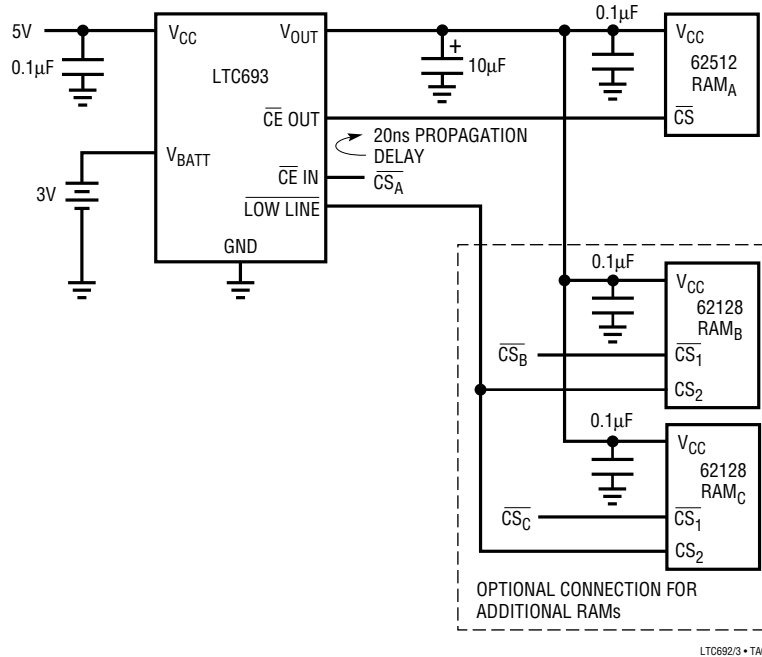 5V
0.1µF
3V
VCC
VOUT
LTC693
CE OUT
VBATT
CE IN
LOW LINE
GND
+
10µF
20ns PROPAGATION
DELAY
CSA
0.1µF
VCC
62512
RAMA
CS
0.1µF
VCC
62128
RAMB
CSB
CS1
CS2
0.1µF
VCC
62128
RAMC
CSC
CS1
CS2
OPTIONAL CONNECTION FOR
ADDITIONAL RAMs
LTC692/3 •